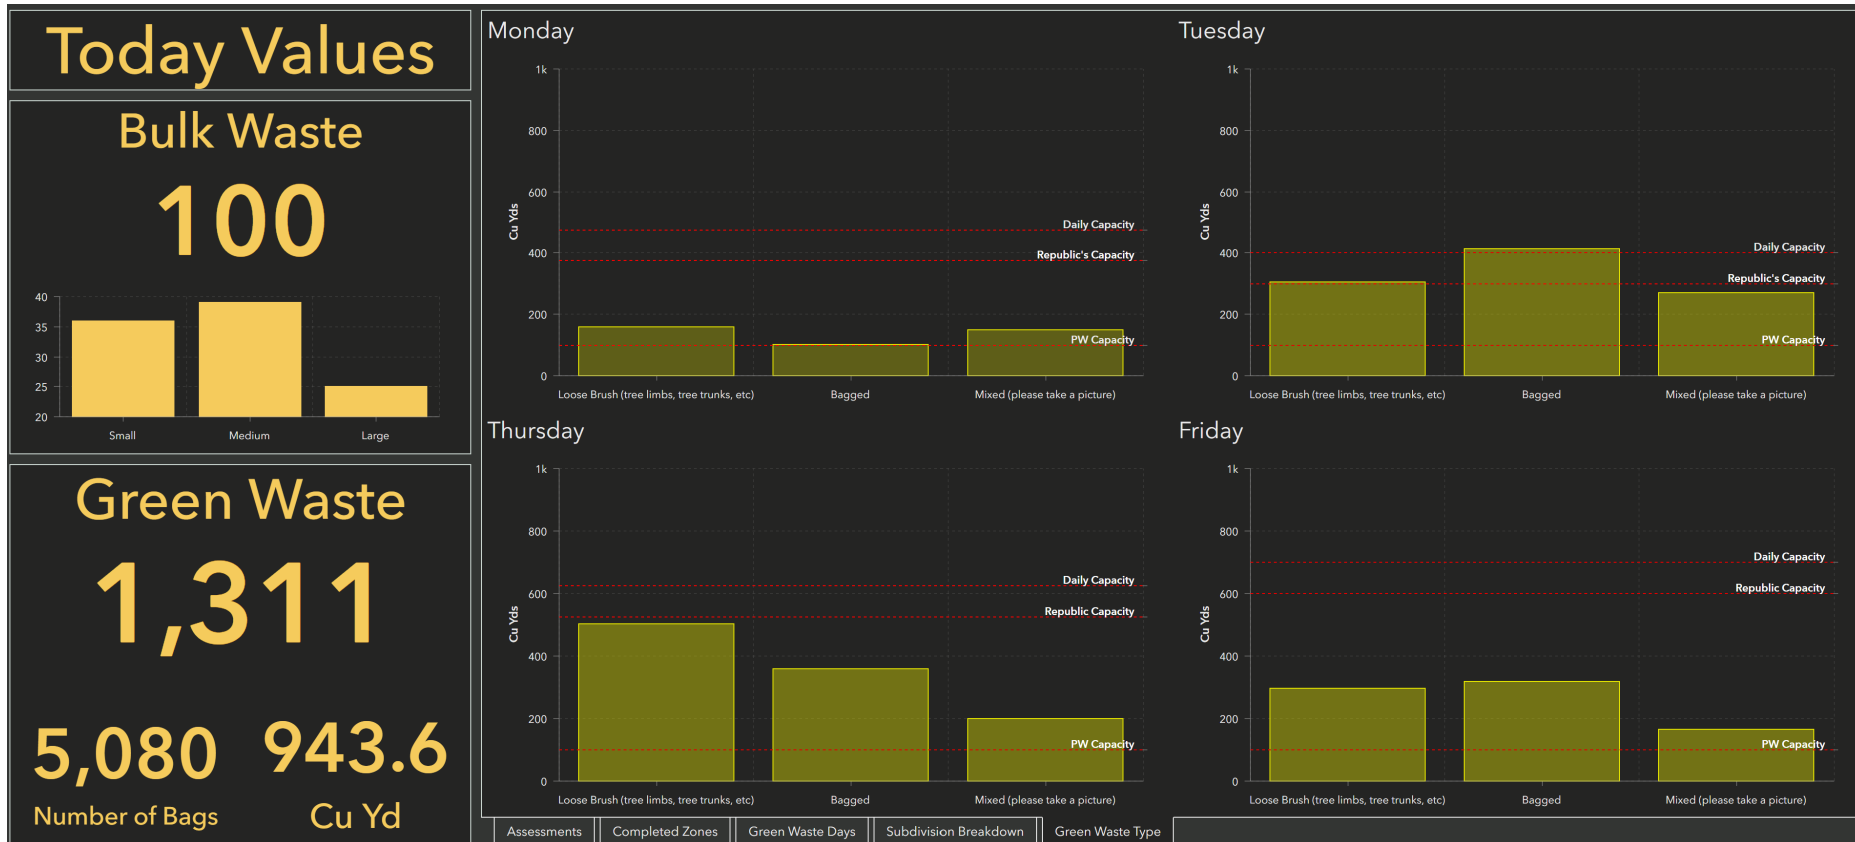 Today Values
Bulk Waste
100
40
35
30
25
20
Small Medium Large
Green Waste
1,311
5,080 943.6
Number of Bags Cu Yd
Monday
1k
800
600
400
200
0
Cu Yds
Daily Capacity
Republic's Capacity
PW Capacity
Loose Brush (tree limbs, tree trunks, etc) Bagged Mixed (please take a picture)
Tuesday
1k
800
600
400
200
0
Cu Yds
Daily Capacity
Republic's Capacity
PW Capacity
Loose Brush (tree limbs, tree trunks, etc) Bagged Mixed (please take a picture)
Thursday
1k
800
600
400
200
0
Cu Yds
Daily Capacity
Republic Capacity
PW Capacity
Loose Brush (tree limbs, tree trunks, etc) Bagged Mixed (please take a picture)
Friday
1k
800
600
400
200
0
Cu Yds
Daily Capacity
Republic Capacity
PW Capacity
Loose Brush (tree limbs, tree trunks, etc) Bagged Mixed (please take a picture)
Assessments Completed Zones Green Waste Days Subdivision Breakdown Green Waste Type